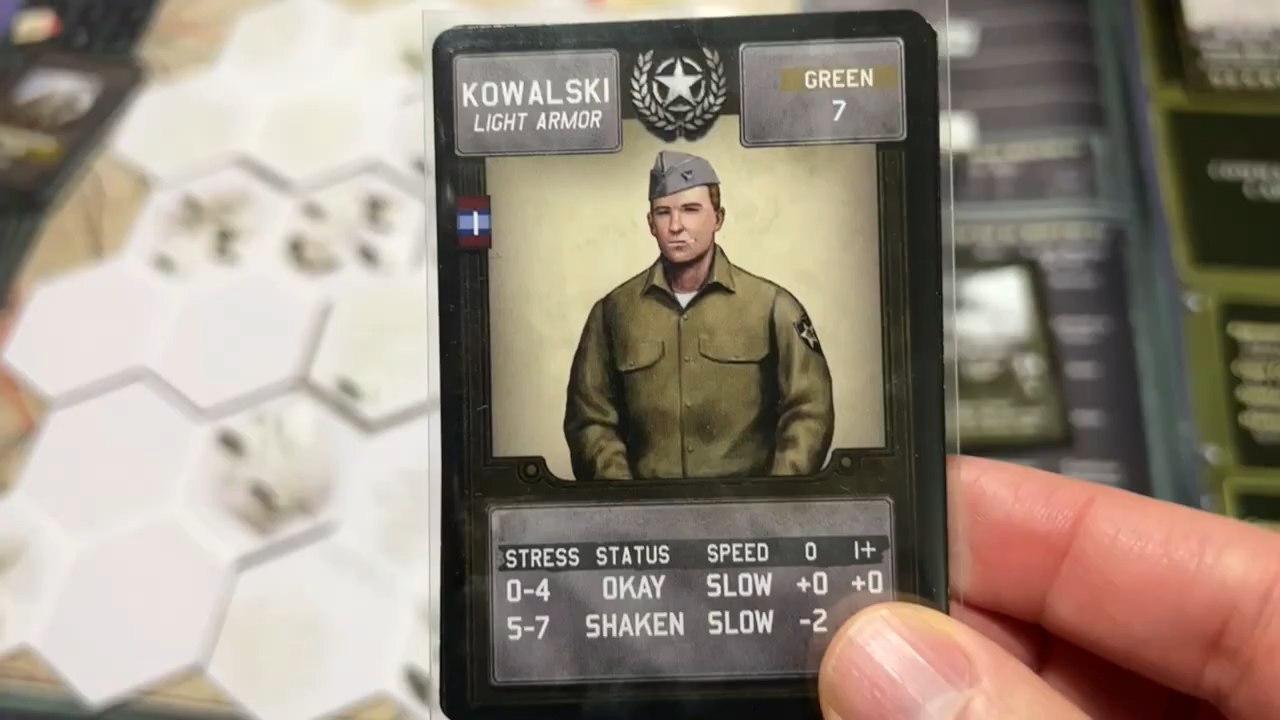 KOWALSKI
LIGHT ARMOR
GREEN
7
1
STRESS STATUS SPEED 0 1+
0-4 OKAY SLOW +0 +0
5-7 SHAKEN SLOW -2